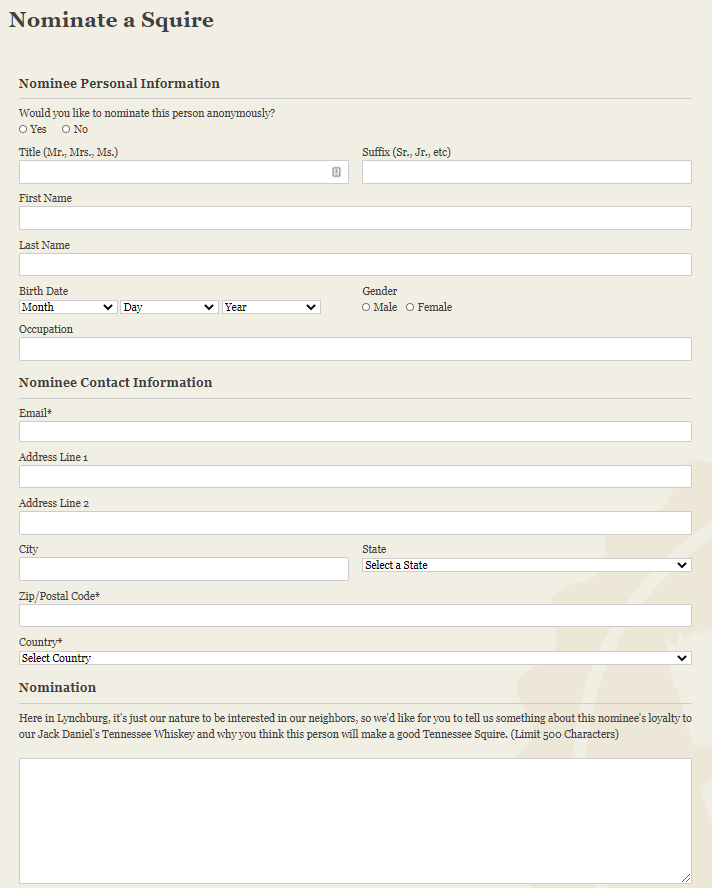 Nominate a Squire
Nominee Personal Information
Would you like to nominate this person anonymously?
Yes No
Title (Mr., Mrs., Ms.) Suffix (Sr., Jr., etc)
First Name
Last Name
Birth Date Gender
Month Day Year Male Female
Occupation
Nominee Contact Information
Email*
Address Line 1
Address Line 2
City State
Select a State
Zip/Postal Code*
Country*
Select Country
Nomination
Here in Lynchburg, it's just our nature to be interested in our neighbors, so we'd like for you to tell us something about this nominee's loyalty to
our Jack Daniel's Tennessee Whiskey and why you think this person will make a good Tennessee Squire. (Limit 500 Characters)